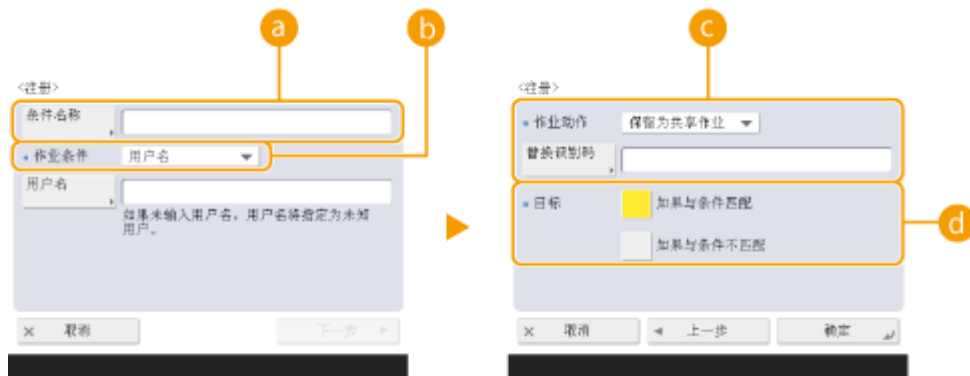 a
b
<注册>
条件名称
作业条件
用户名
用户名
如果未输入用户名，用户名将指定为未知
用户。
× 取消
下一步
c
<注册>
作业动作
保留为共享作业
替换识别码
目标
如果与条件匹配
如果与条件不匹配
d
× 取消
上一步
确定